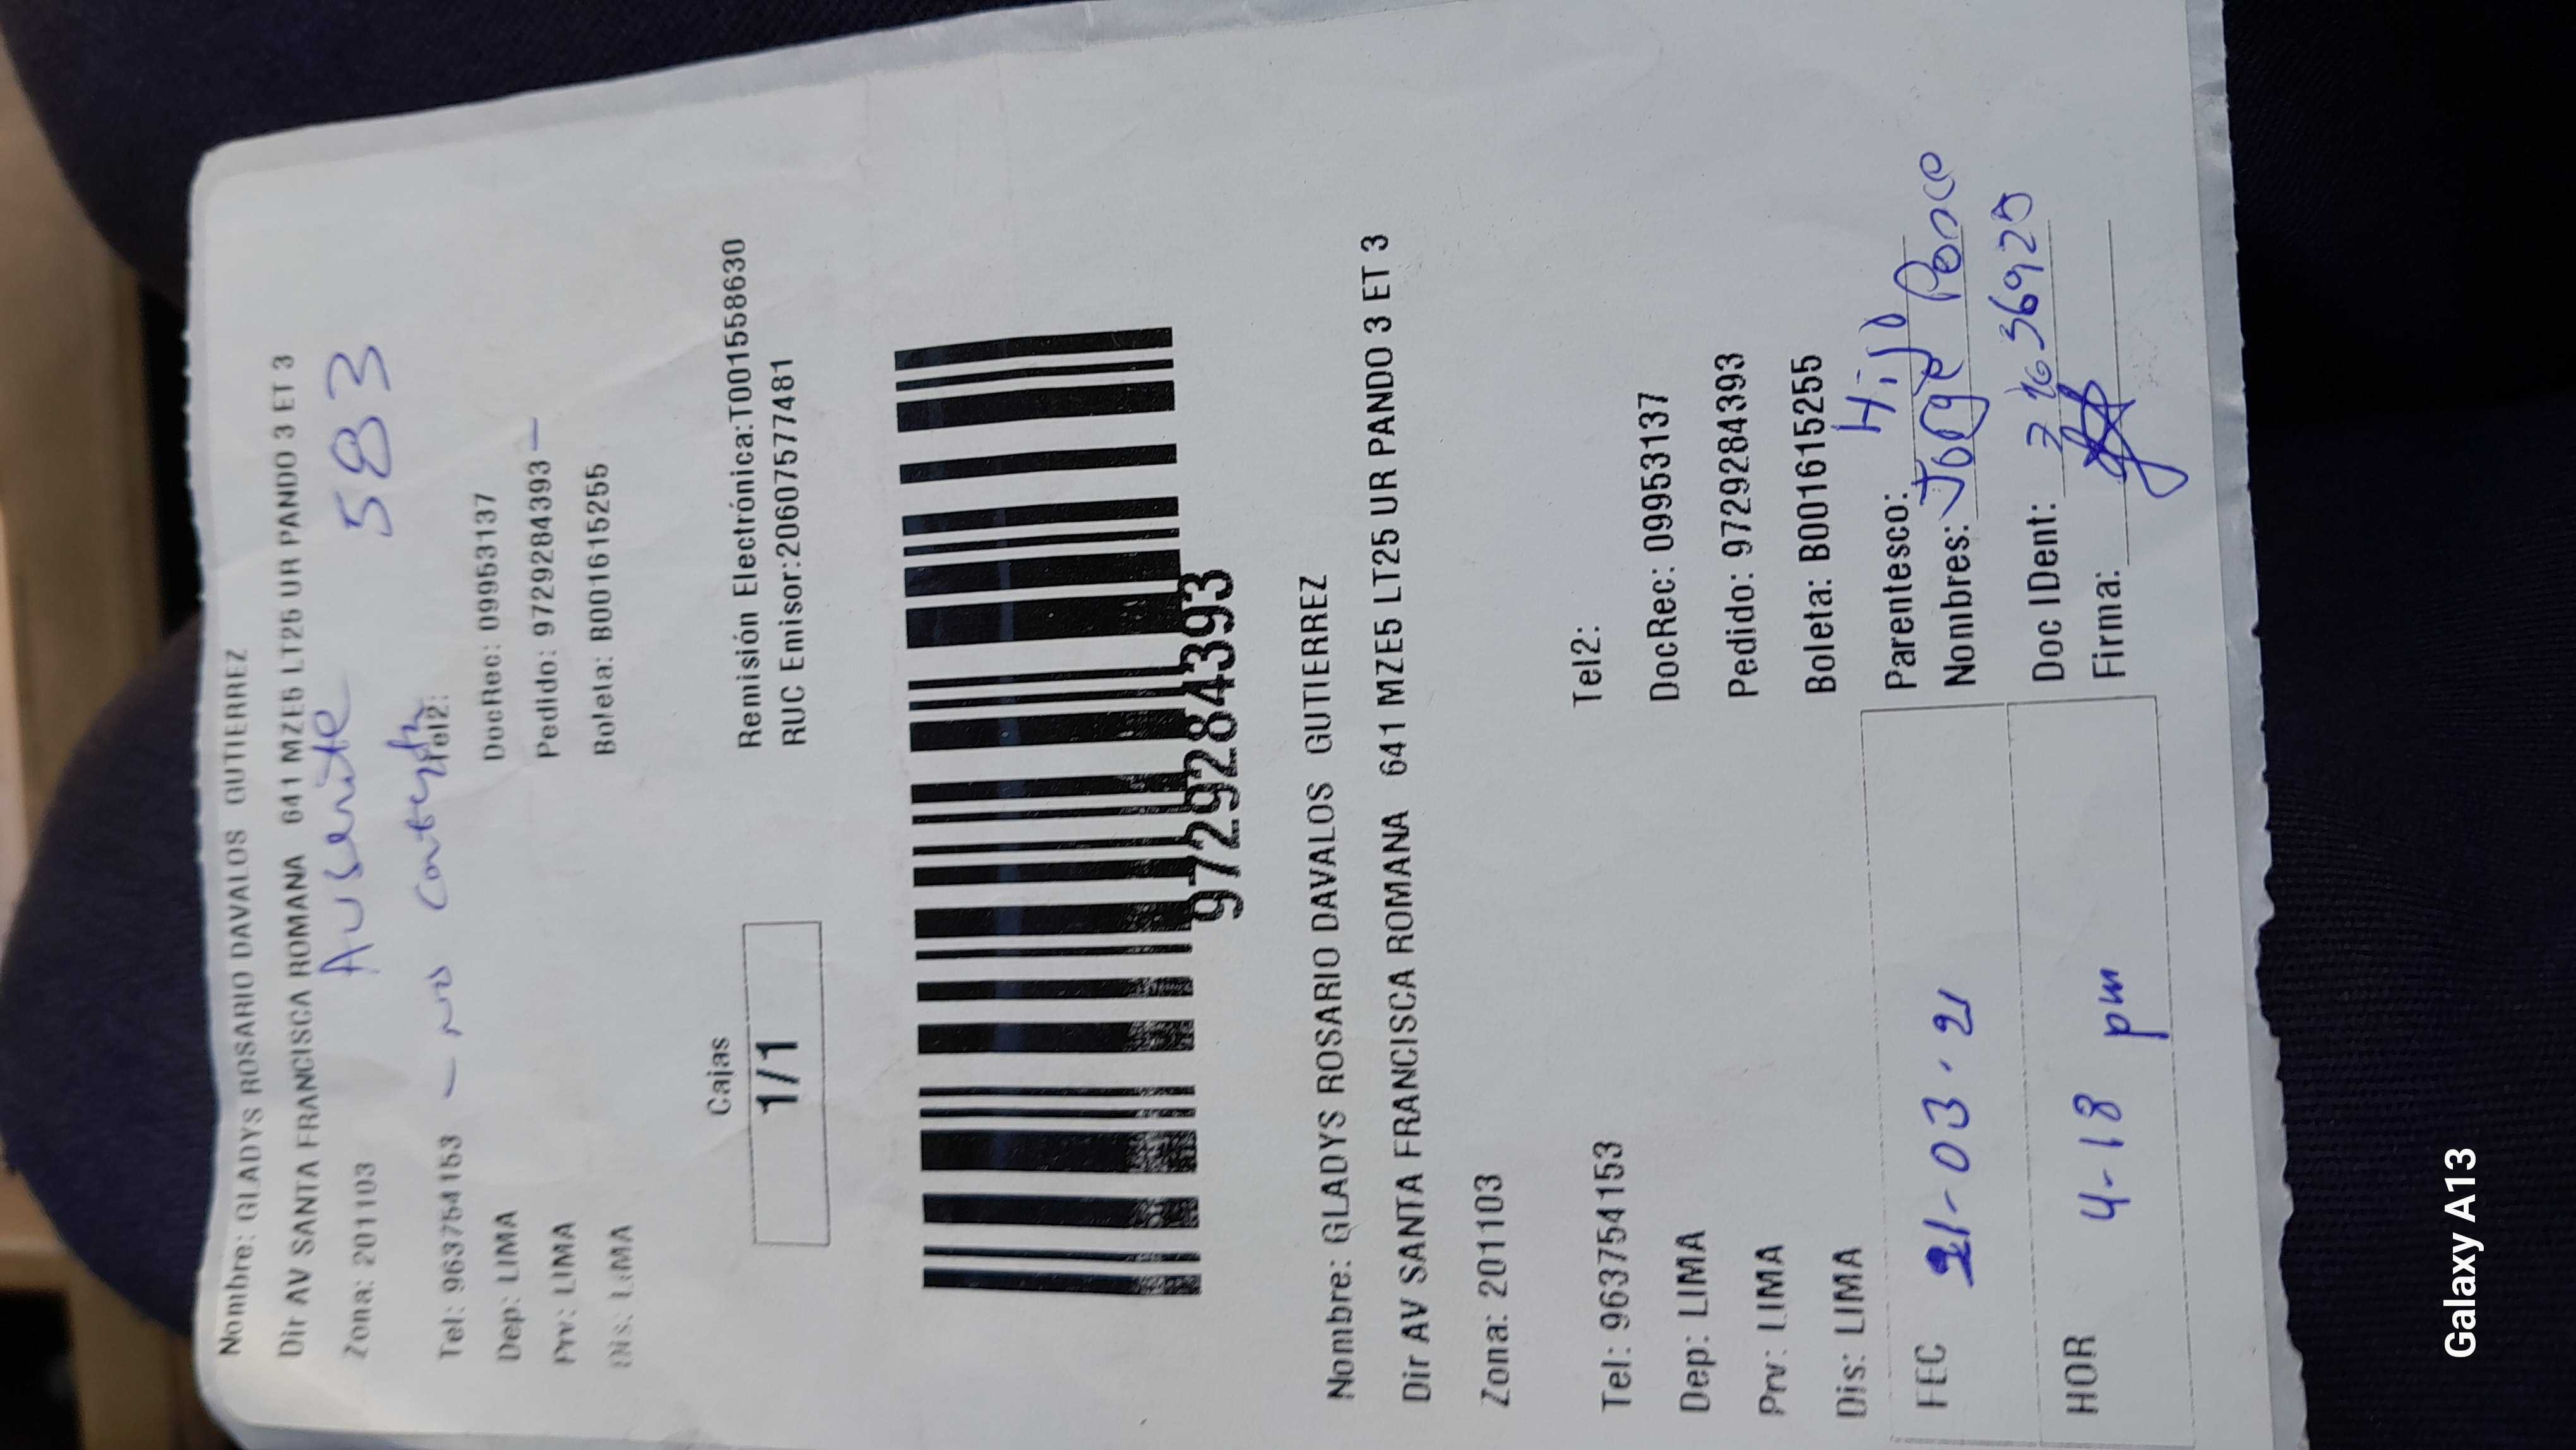 Nombre: GLADYS ROSARIO DAVALOS GUTIERREZ
Dir AV SANTA FRANCISCA ROMANA 641 MZE5 LT25 UR PANDO 3 ET 3
Ausente 583
Zona: 201103
Tel: 963754153 - no contesta Tel2:
Dep: LIMA DocRec: 09953137
Prv: LIMA Pedido: 9729284393 -
Dis: LIMA Boleta: B001615255
Cajas Remisión Electrónica:T001558630
1/1 RUC Emisor:20607577481
9729284393
Nombre: GLADYS ROSARIO DAVALOS GUTIERREZ
Dir AV SANTA FRANCISCA ROMANA 641 MZE5 LT25 UR PANDO 3 ET 3
Zona: 201103
Tel: 963754153 Tel2:
Dep: LIMA DocRec: 09953137
Prv: LIMA Pedido: 9729284393
Dis: LIMA Boleta: B001615255
FEC 21-03-21 Parentesco: Hijo
Nombres: Jorge Ponce
HOR 4-18 pm Doc IDent:
Firma:
Galaxy A13